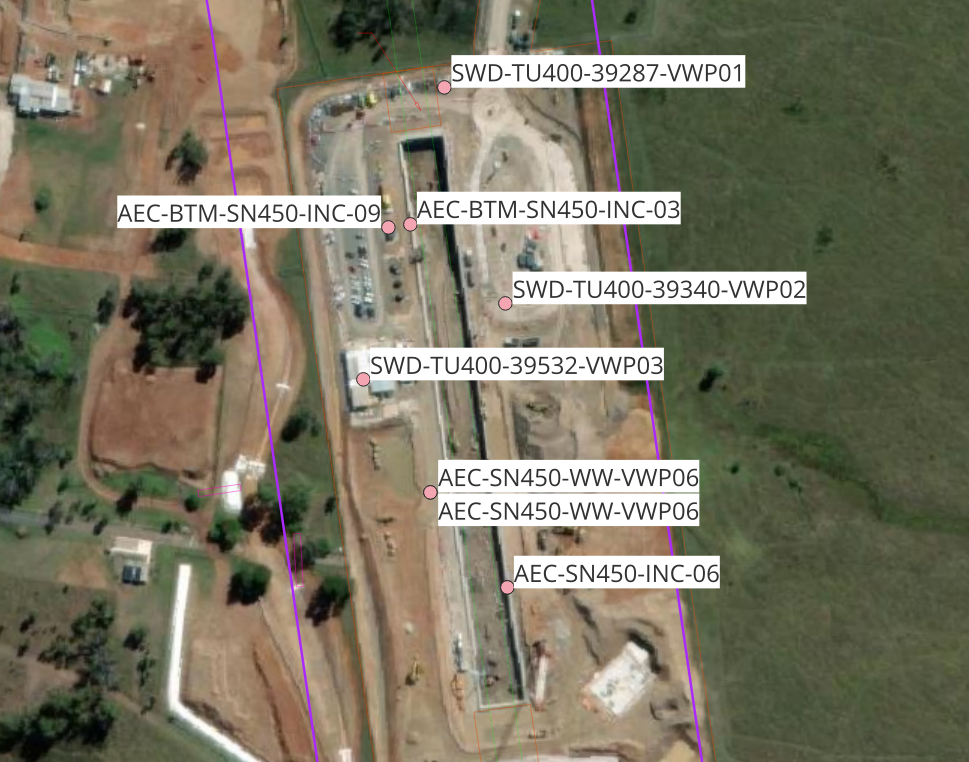 SWD-TU400-39287-VWP01
AEC-BTM-SN450-INC-09
AEC-BTM-SN450-INC-03
SWD-TU400-39340-VWP02
SWD-TU400-39532-VWP03
AEC-SN450-WW-VWP06
AEC-SN450-WW-VWP06
AEC-SN450-INC-06